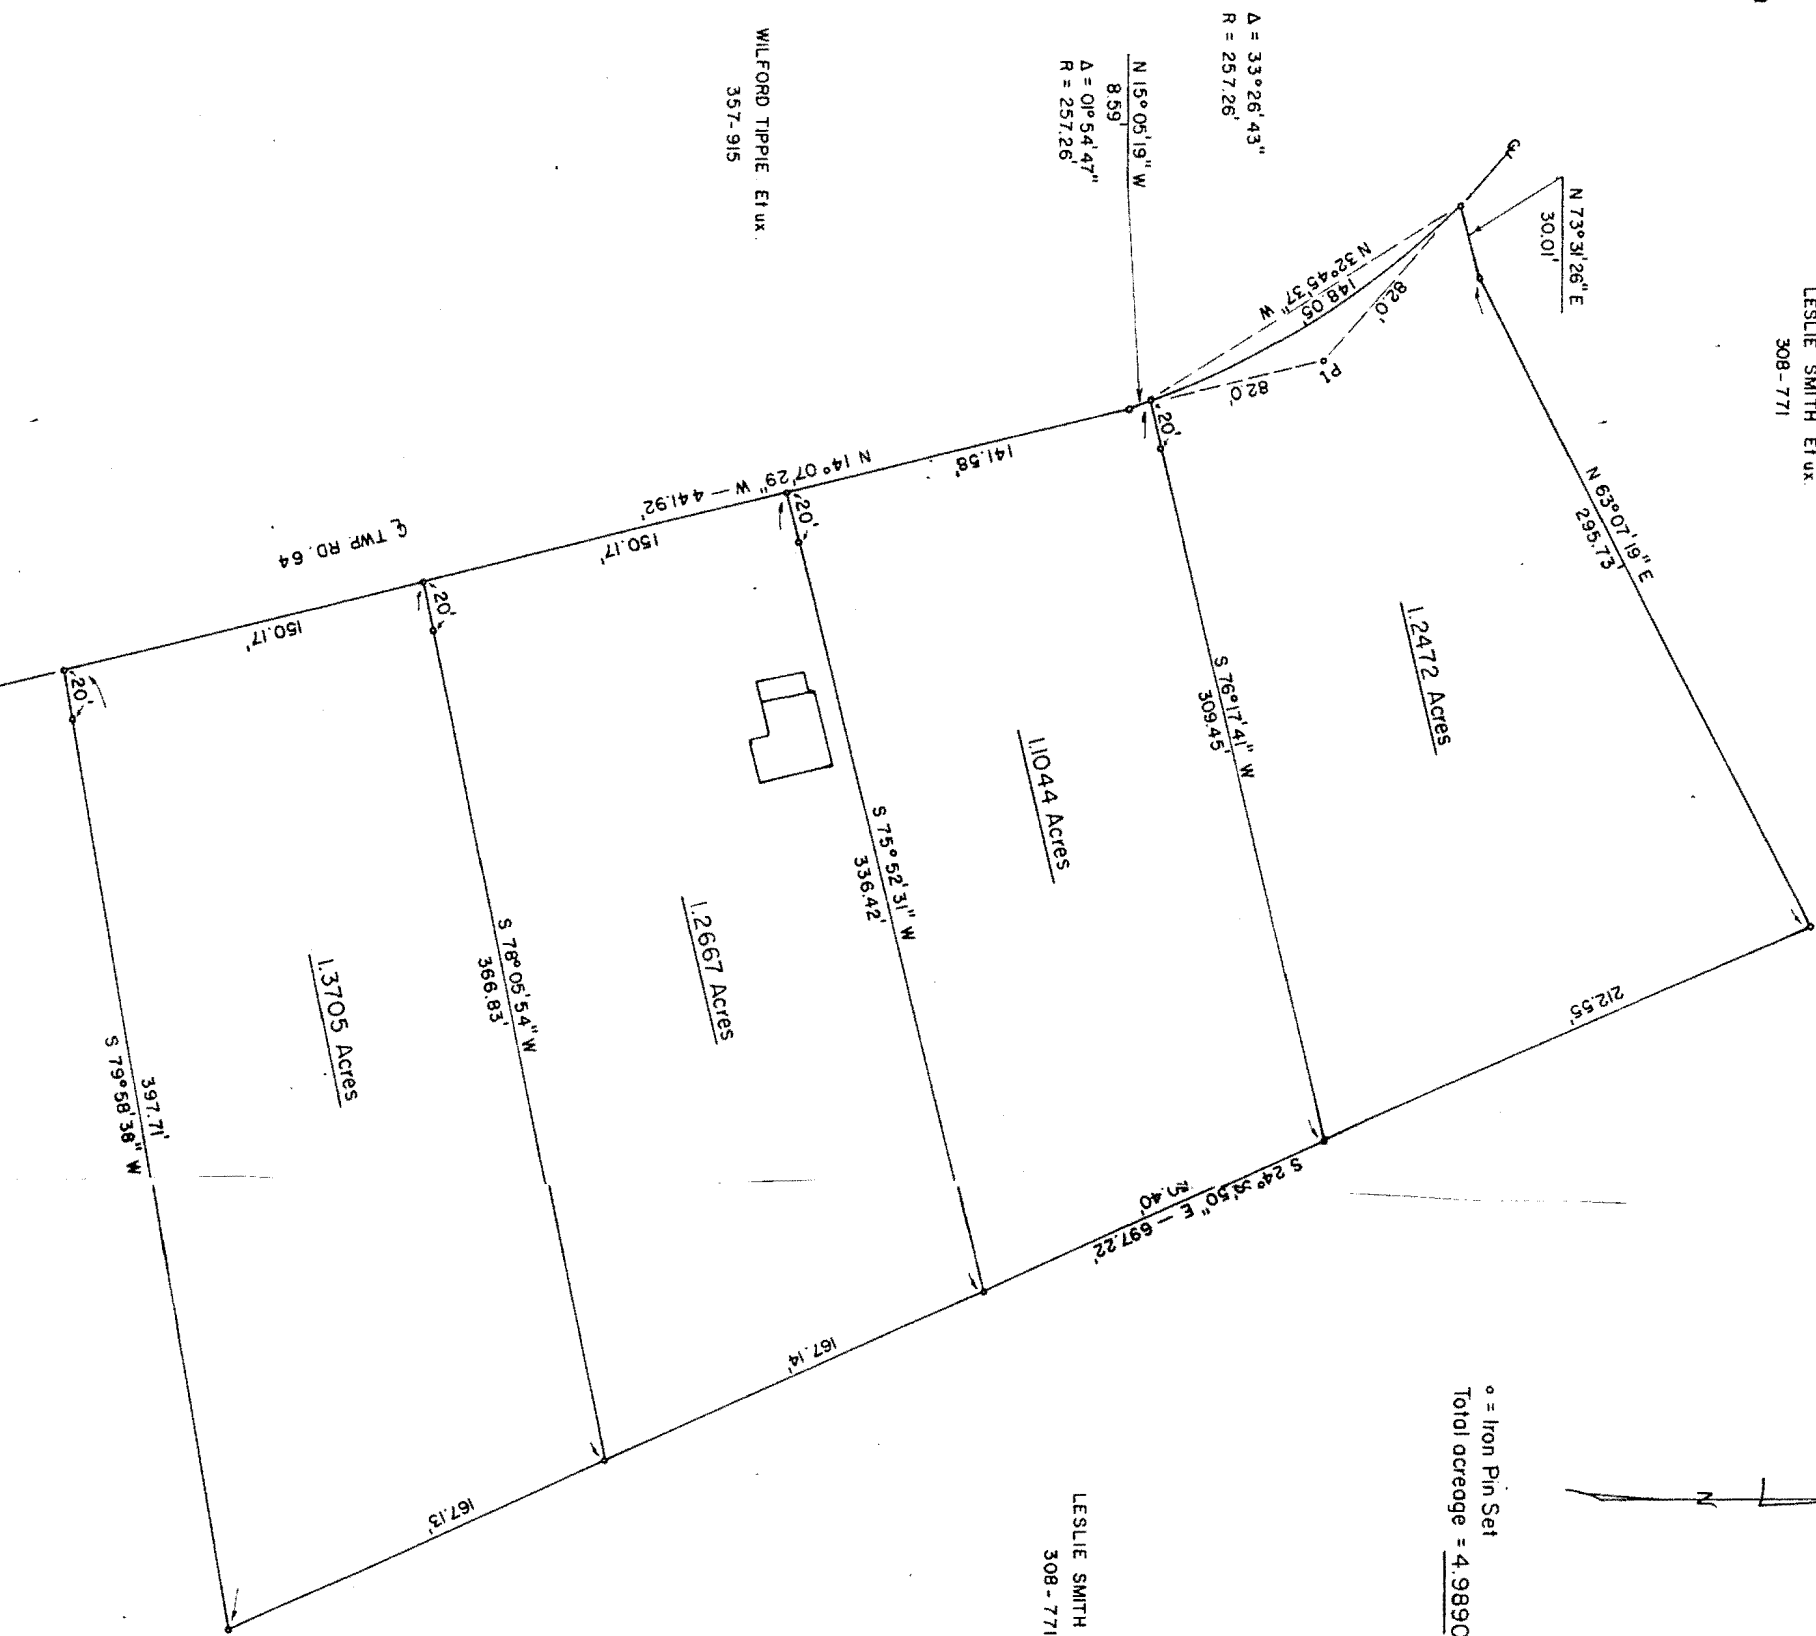 LESLIE SMITH Et ux.
308-771
Δ = 33°26'43"
R = 257.26'
N 15° 05'19" W
8.59'
Δ = 01°54'47"
R = 257.26'
WILFORD TIPPIE Et ux.
357-915
N 73°31'26" E
30.01'
N 32°45'37" W
148.05'
82.0'
82.0'
PI
N 63°07'19" E
295.73'
1.2472 Acres
20'
S 76°17'41" W
309.45'
212.55'
141.58'
N 14°07'29" W — 441.92'
1.1044 Acres
20'
S 75°52'31" W
336.42'
S 24° 50" E — 697.22'
150.17'
℄ TWP. RD. 64
1.2667 Acres
167.14'
20'
S 78°05'54" W
366.83'
150.17'
1.3705 Acres
167.13'
20'
397.71'
S 79°58'38" W
N
° = Iron Pin Set
Total acreage = 4.989
LESLIE SMITH
308-771